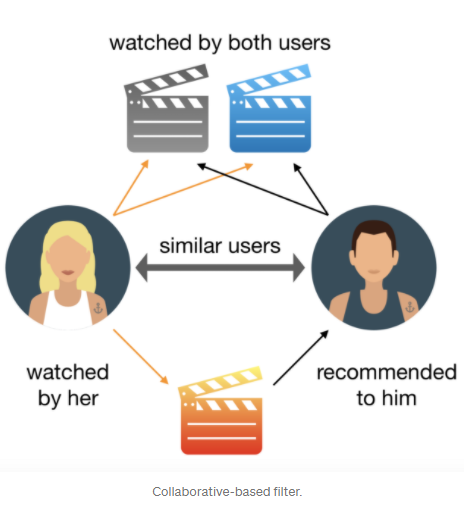 watched by both users
similar users
watched
by her
recommended
to him
Collaborative-based filter.